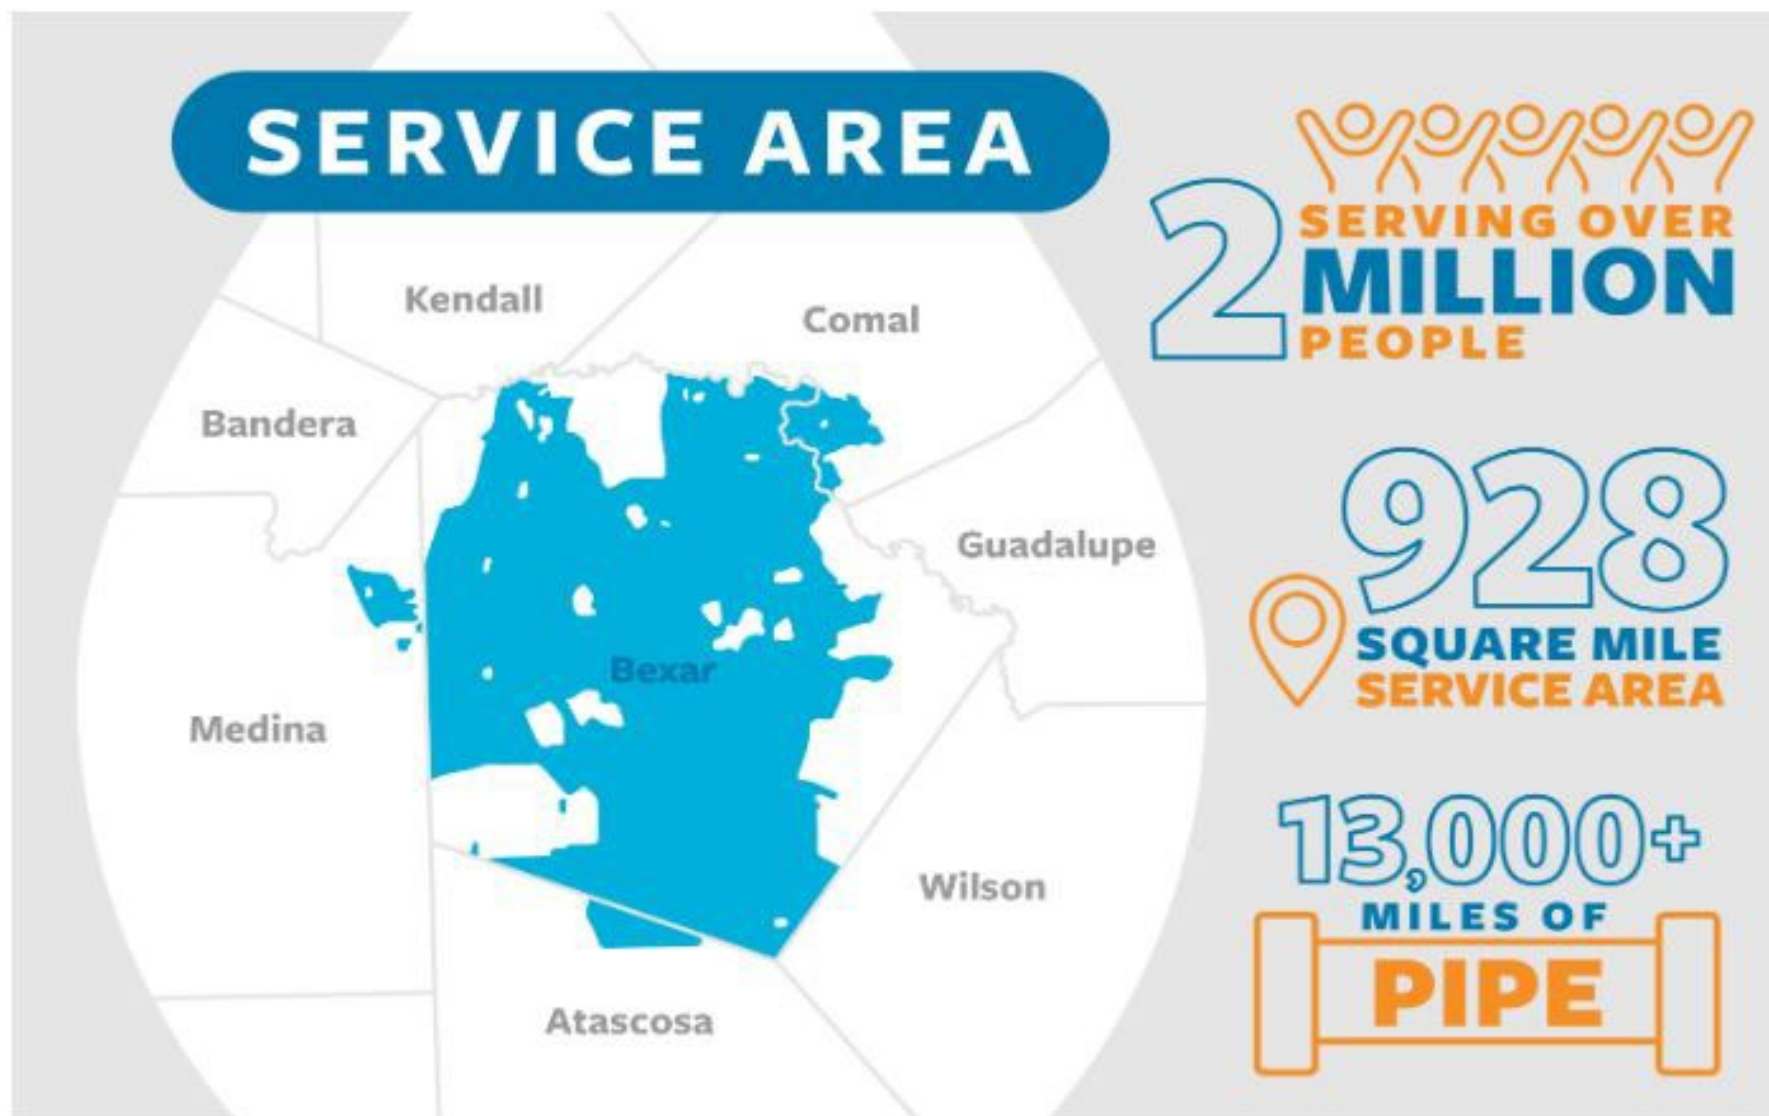 SERVICE AREA
Kendall
Comal
Bandera
Guadalupe
Bexar
Medina
Wilson
Atascosa
2 SERVING OVER
MILLION
PEOPLE
928
SQUARE MILE
SERVICE AREA
13,000+
MILES OF
PIPE